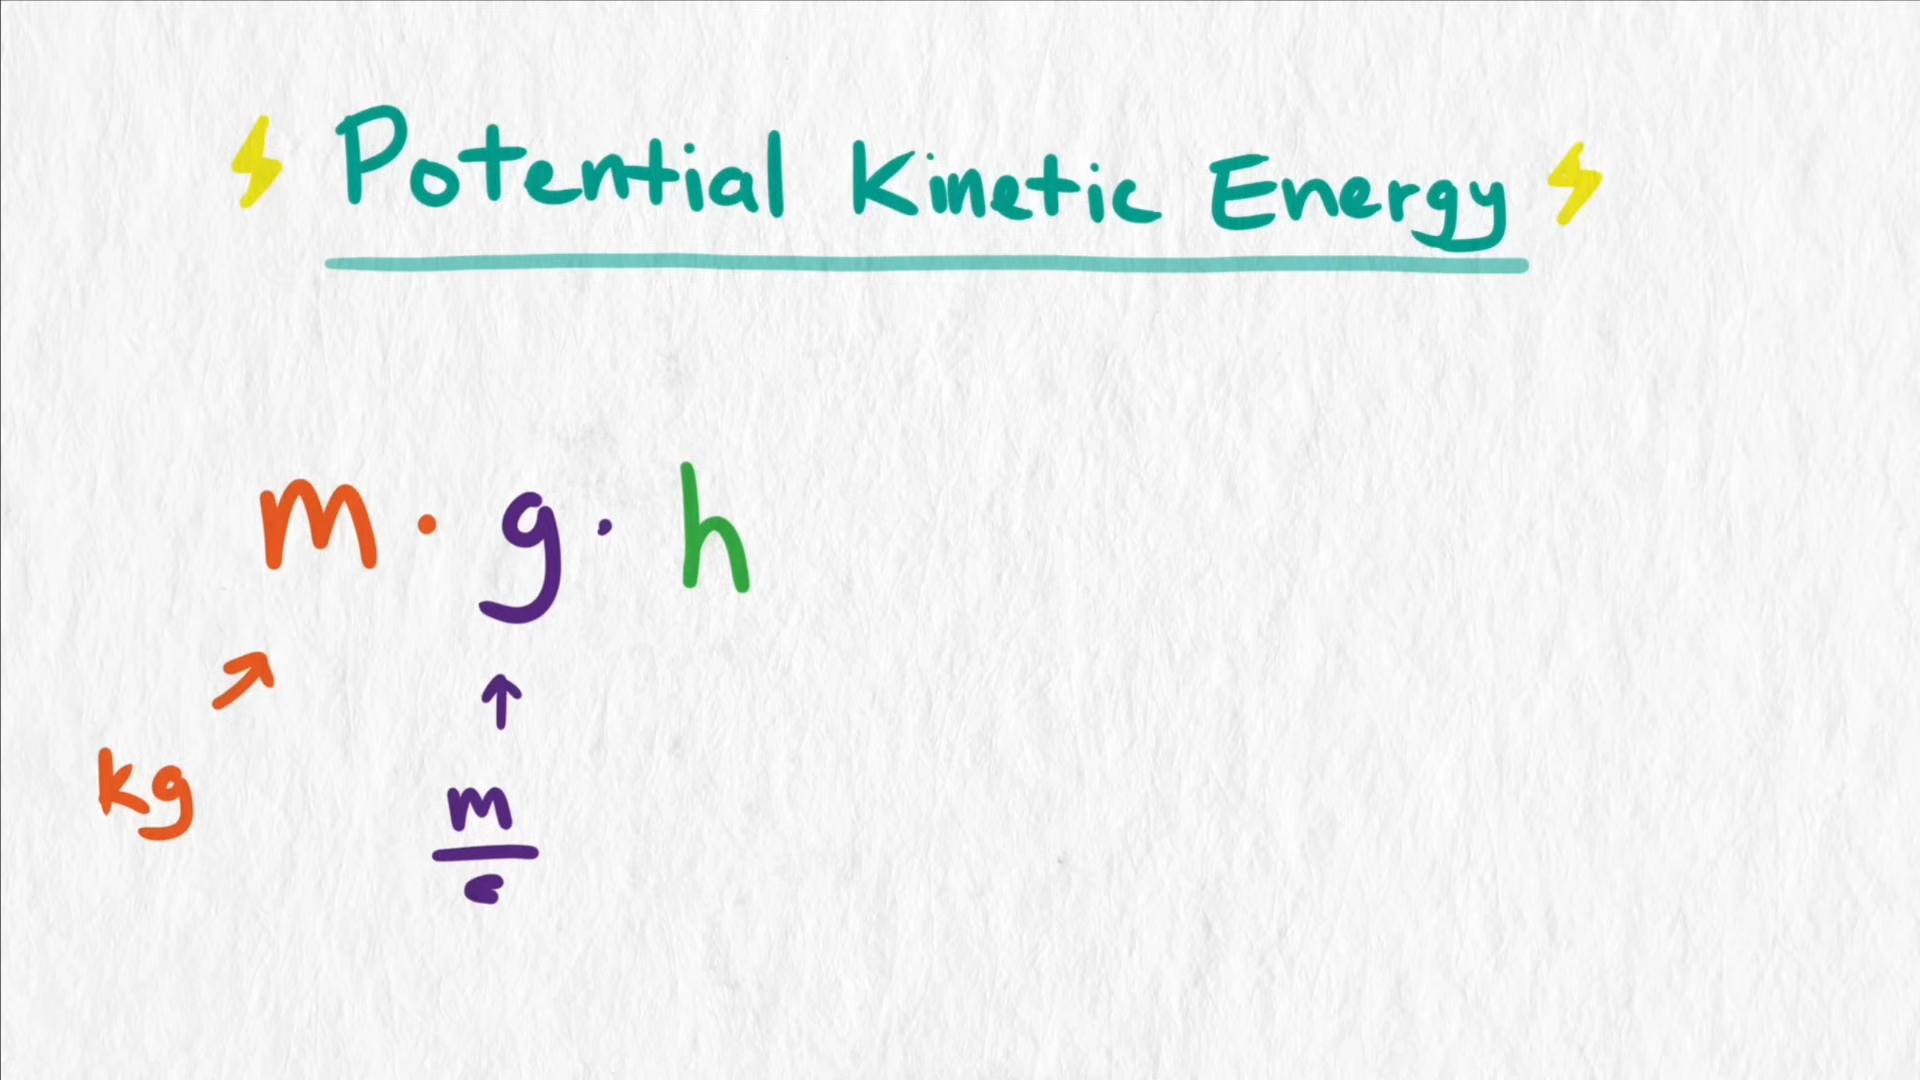 Potential Kinetic Energy
m · g · h
kg
m